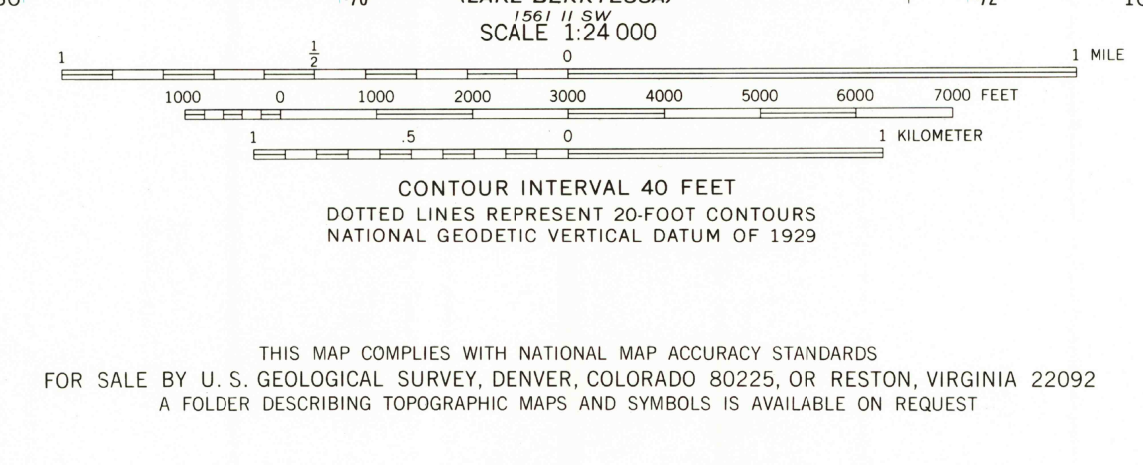 (LAKE BERRYESSA)
1561 II SW
SCALE 1:24 000
1 1/2 0 1 MILE
1000 0 1000 2000 3000 4000 5000 6000 7000 FEET
1 .5 0 1 KILOMETER
CONTOUR INTERVAL 40 FEET
DOTTED LINES REPRESENT 20-FOOT CONTOURS
NATIONAL GEODETIC VERTICAL DATUM OF 1929
THIS MAP COMPLIES WITH NATIONAL MAP ACCURACY STANDARDS
FOR SALE BY U. S. GEOLOGICAL SURVEY, DENVER, COLORADO 80225, OR RESTON, VIRGINIA 22092
A FOLDER DESCRIBING TOPOGRAPHIC MAPS AND SYMBOLS IS AVAILABLE ON REQUEST